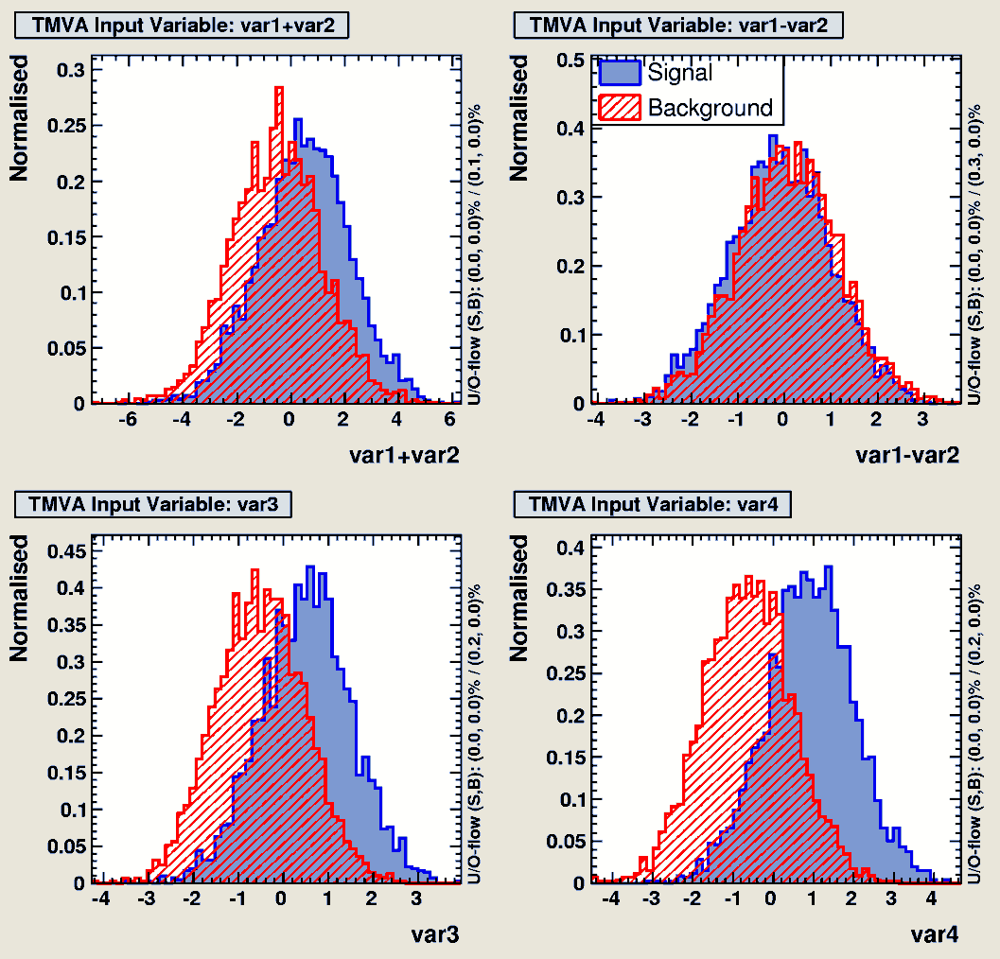 TMVA Input Variable: var1+var2
Normalised
0.3
0.25
0.2
0.15
0.1
0.05
0
-6 -4 -2 0 2 4 6
var1+var2
U/O-flow (S,B): (0.0, 0.0)% / (0.1, 0.0)%
TMVA Input Variable: var1-var2
Normalised
Signal
Background
0.5
0.4
0.3
0.2
0.1
0
-4 -3 -2 -1 0 1 2 3
var1-var2
U/O-flow (S,B): (0.0, 0.0)% / (0.3, 0.0)%
TMVA Input Variable: var3
Normalised
0.45
0.4
0.35
0.3
0.25
0.2
0.15
0.1
0.05
0
-4 -3 -2 -1 0 1 2 3
var3
U/O-flow (S,B): (0.0, 0.0)% / (0.2, 0.0)%
TMVA Input Variable: var4
Normalised
0.4
0.35
0.3
0.25
0.2
0.15
0.1
0.05
0
-4 -3 -2 -1 0 1 2 3 4
var4
U/O-flow (S,B): (0.0, 0.0)% / (0.2, 0.0)%